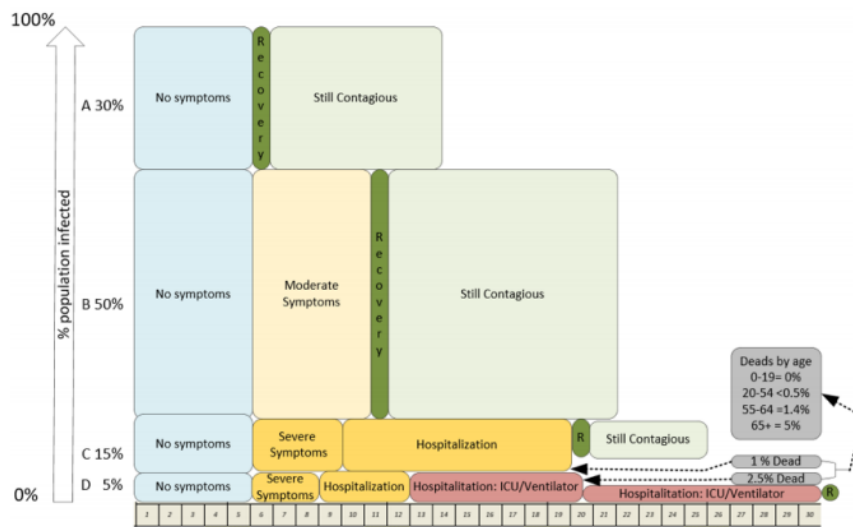 100%
% population infected
0%
A 30%
No symptoms
Recovery
Still Contagious
B 50%
No symptoms
Moderate
Symptoms
Recovery
Still Contagious
Deads by age
0-19= 0%
20-54 <0.5%
55-64 =1.4%
65+ = 5%
C 15%
No symptoms
Severe
Symptoms
Hospitalization
R
Still Contagious
1 % Dead
D 5%
No symptoms
Severe
Symptoms
Hospitalization
Hospitalitation: ICU/Ventilator
2.5% Dead
Hospitalitation: ICU/Ventilator
R
1 2 3 4 5 6 7 8 9 10 11 12 13 14 15 16 17 18 19 20 21 22 23 24 25 26 27 28 29 30